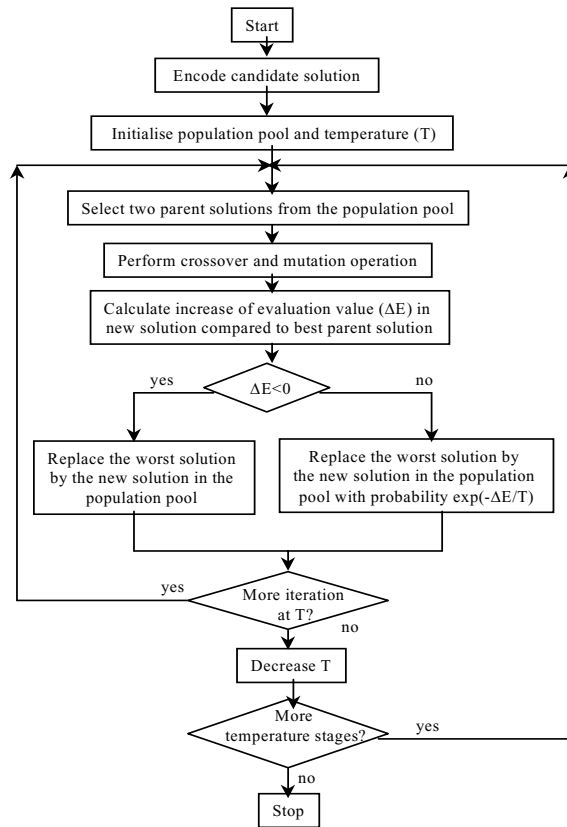 Start
Encode candidate solution
Initialise population pool and temperature (T)
Select two parent solutions from the population pool
Perform crossover and mutation operation
Calculate increase of evaluation value (ΔE) in
new solution compared to best parent solution
yes
ΔE<0
no
Replace the worst solution
by the new solution in the
population pool
Replace the worst solution by
the new solution in the population
pool with probability exp(-ΔE/T)
yes
More iteration
at T?
no
Decrease T
More
temperature stages?
yes
no
Stop